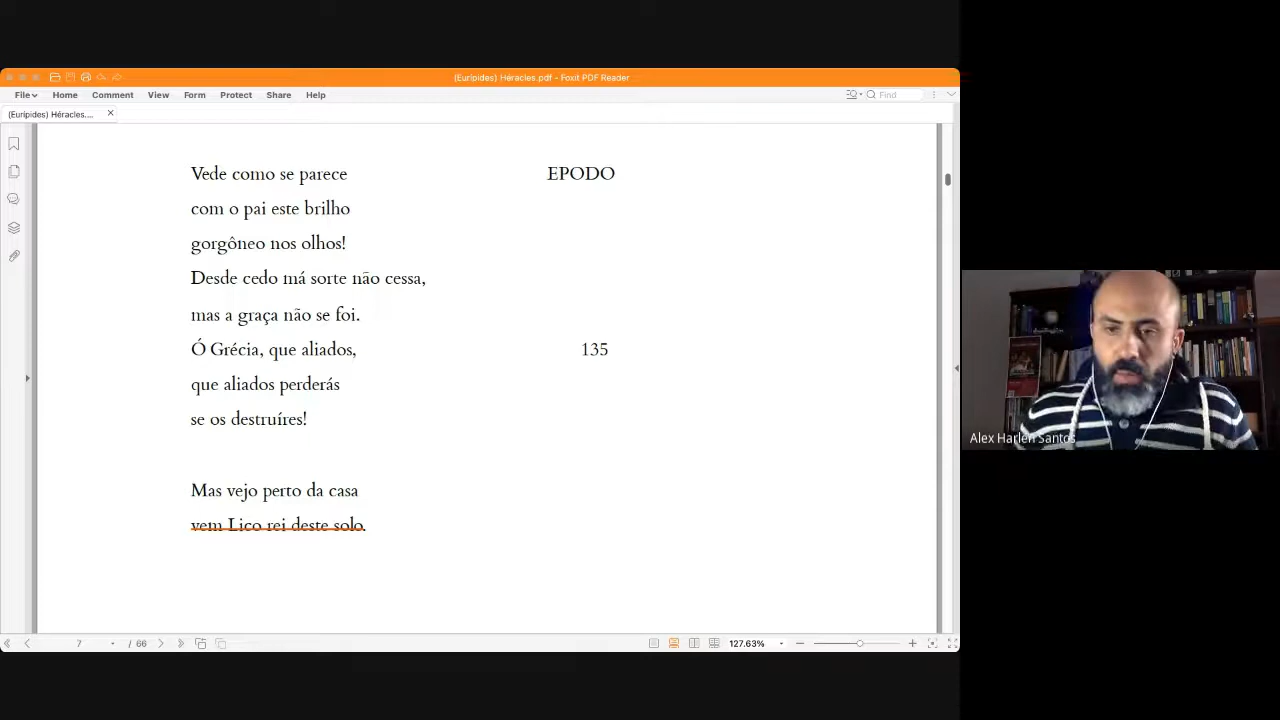 (Eurípides) Héracles.pdf - Foxit PDF Reader
File Home Comment View Form Protect Share Help
Find
(Eurípides) Héracles....
Vede como se parece EPODO
com o pai este brilho
gorgôneo nos olhos!
Desde cedo má sorte não cessa,
mas a graça não se foi.
Ó Grécia, que aliados, 135
que aliados perderás
se os destruíres!
Mas vejo perto da casa
vem Lico rei deste solo.
Alex Harlen Santos
7 / 66 127.63%